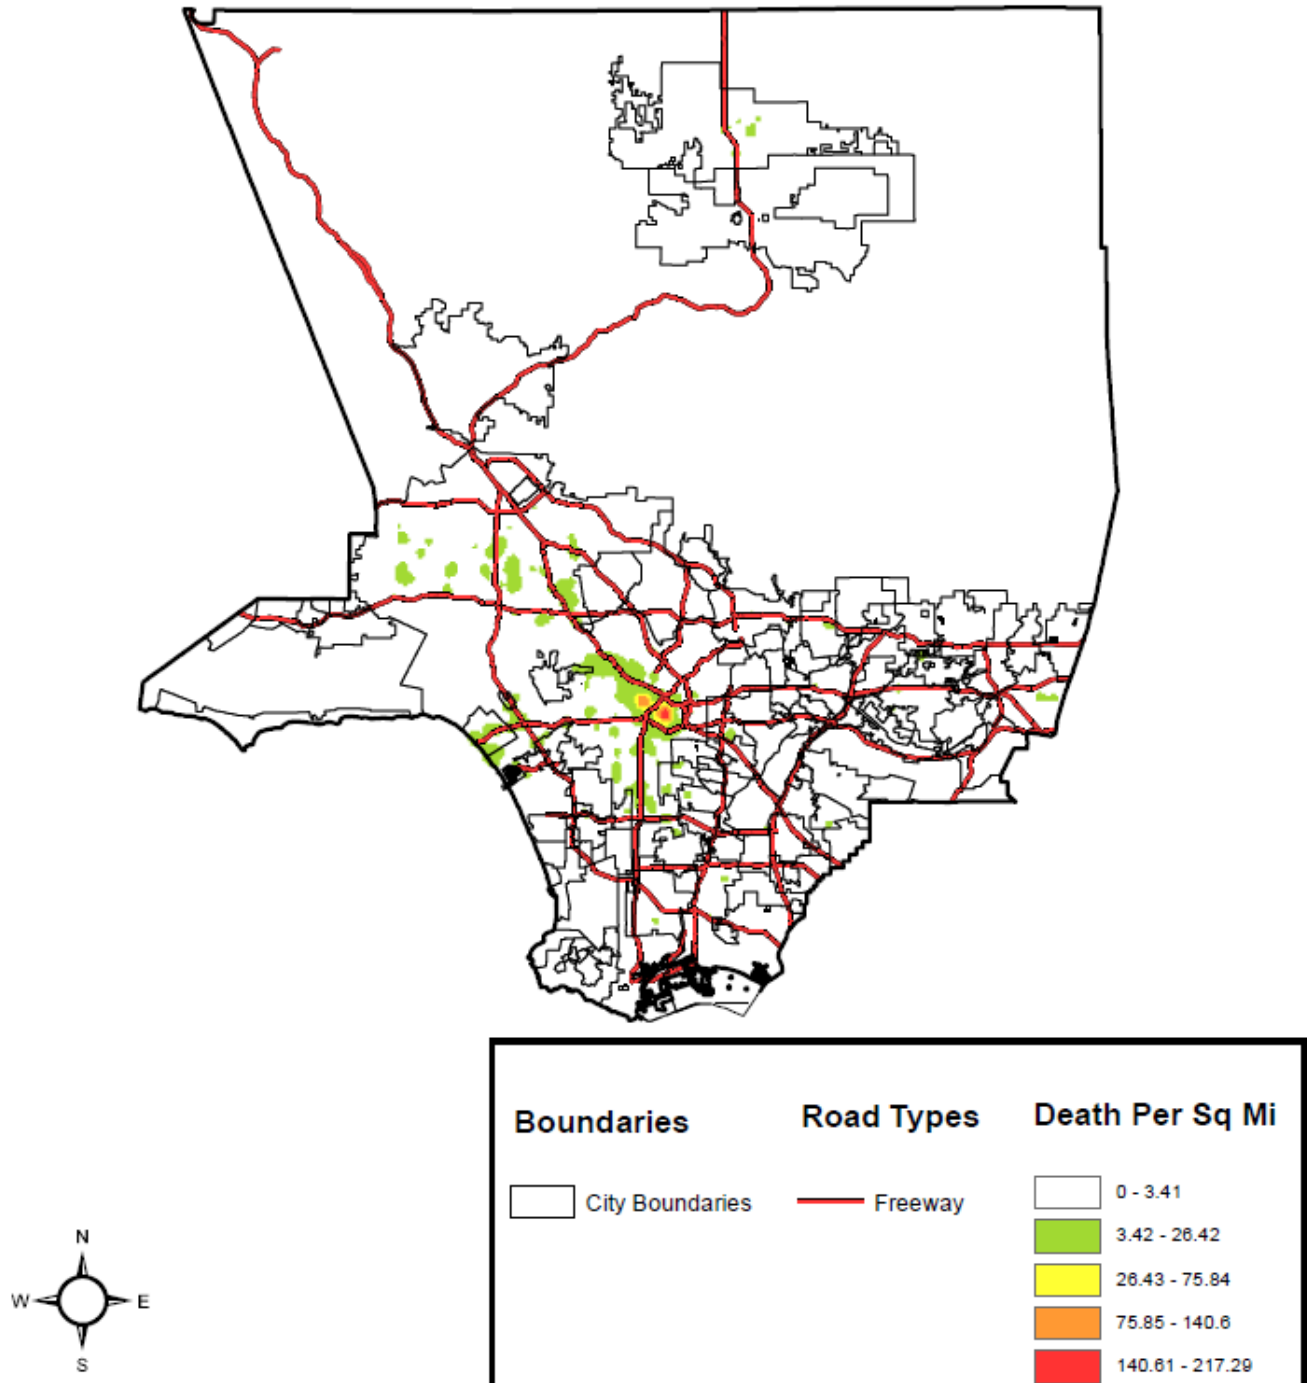 Boundaries
Road Types
Death Per Sq Mi
City Boundaries
Freeway
0 - 3.41
3.42 - 26.42
26.43 - 75.84
75.85 - 140.6
140.61 - 217.29
N
W
E
S